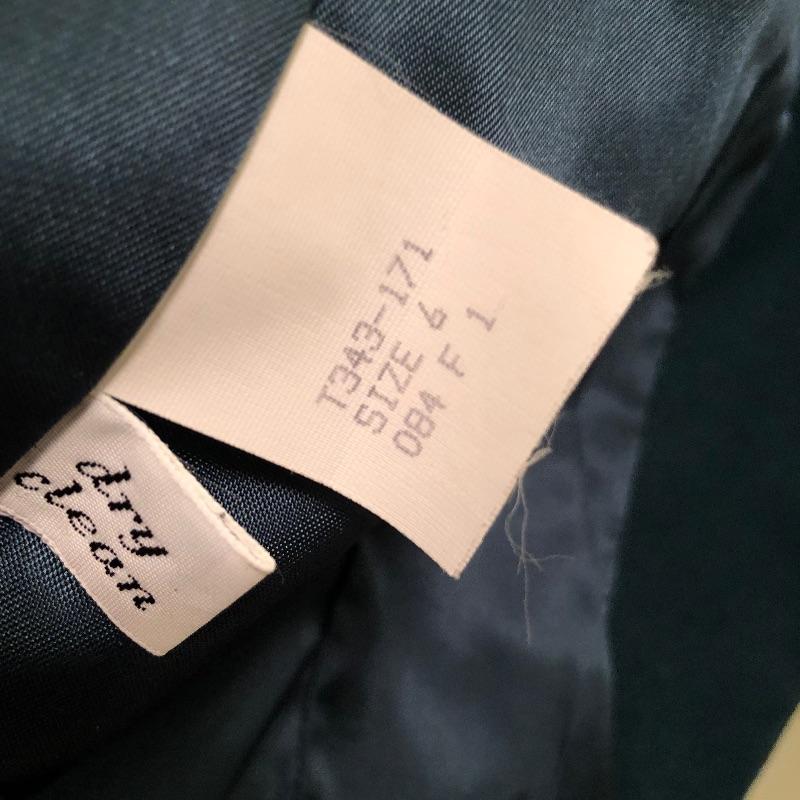 T343-171
SIZE 6
084 F 1
dry
clean